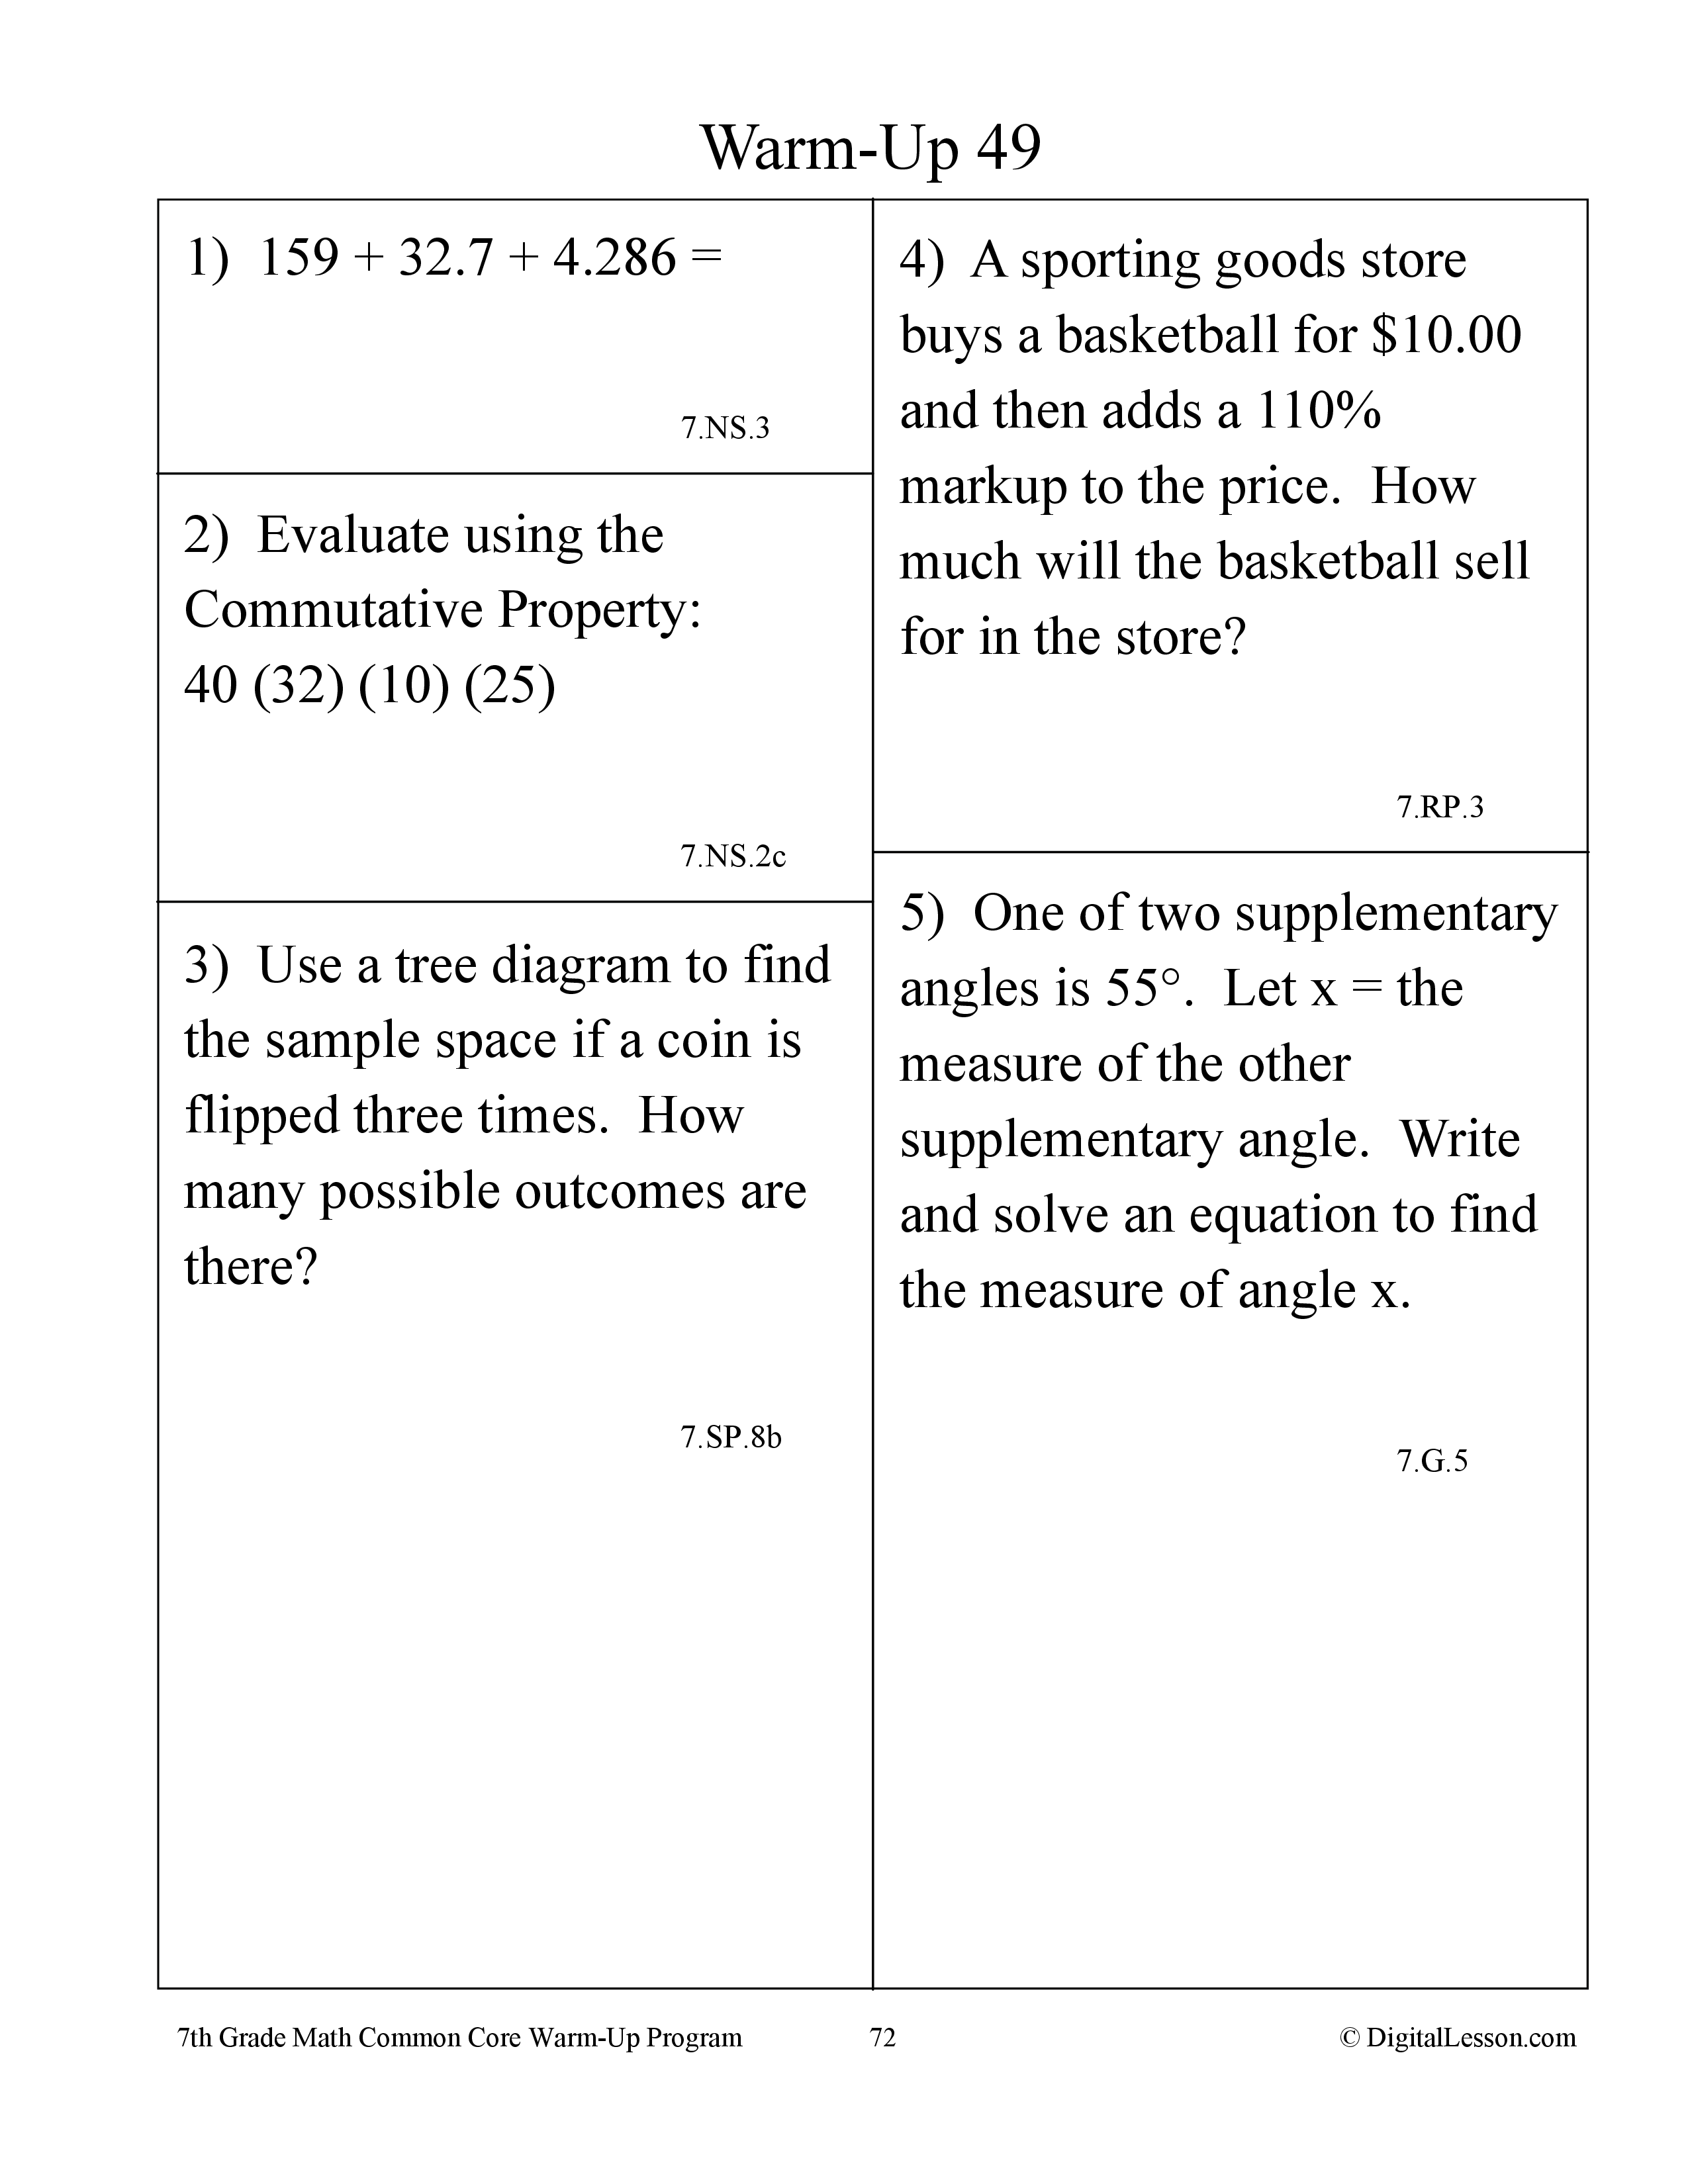 Warm-Up 49
1)  159 + 32.7 + 4.286 =
7.NS.3
2)  Evaluate using the
Commutative Property:
40 (32) (10) (25)
7.NS.2c
3)  Use a tree diagram to find
the sample space if a coin is
flipped three times.  How
many possible outcomes are
there?
7.SP.8b
4)  A sporting goods store
buys a basketball for $10.00
and then adds a 110%
markup to the price.  How
much will the basketball sell
for in the store?
7.RP.3
5)  One of two supplementary
angles is 55°.  Let x = the
measure of the other
supplementary angle.  Write
and solve an equation to find
the measure of angle x.
7.G.5
7th Grade Math Common Core Warm-Up Program
72
© DigitalLesson.com